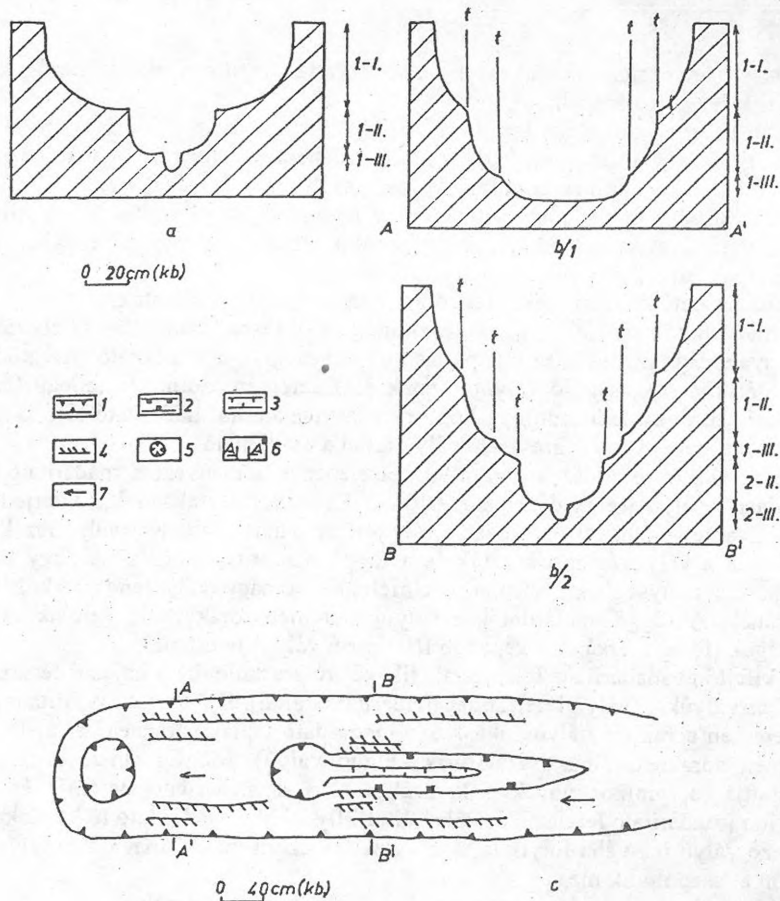 t t t t
1-I.
1-II.
1-III.
a
A
b/1
A'
1-I.
1-II.
1-III.
0 20cm (kb)
t t t t
1-I.
1-II.
1-III.
2-II.
2-III.
B
b/2
B'
1
2
3
4
5
6
7
A
B
A'
B'
0 40cm (kb)
c